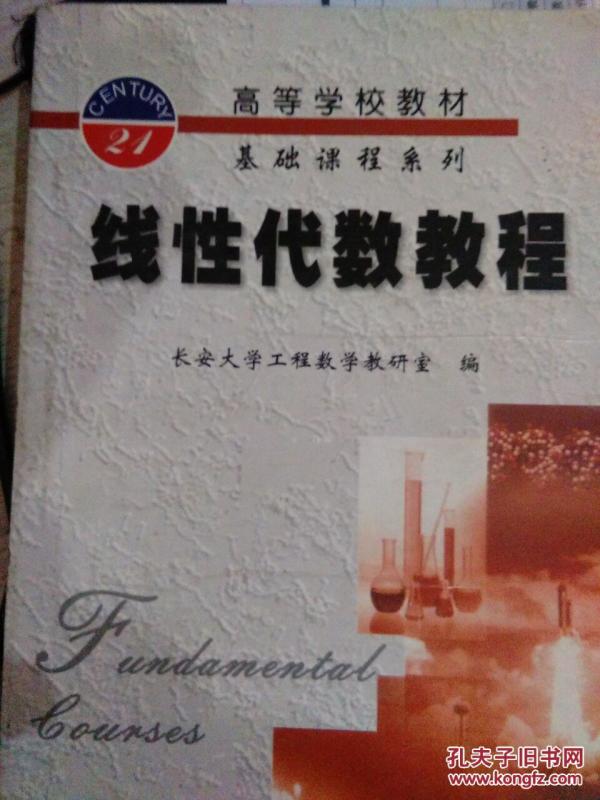 CENTURY
21
高等学校教材
基础课程系列
线性代数教程
长安大学工程数学教研室 编
Fundamental
Courses
孔夫子旧书网
www.kongfz.com